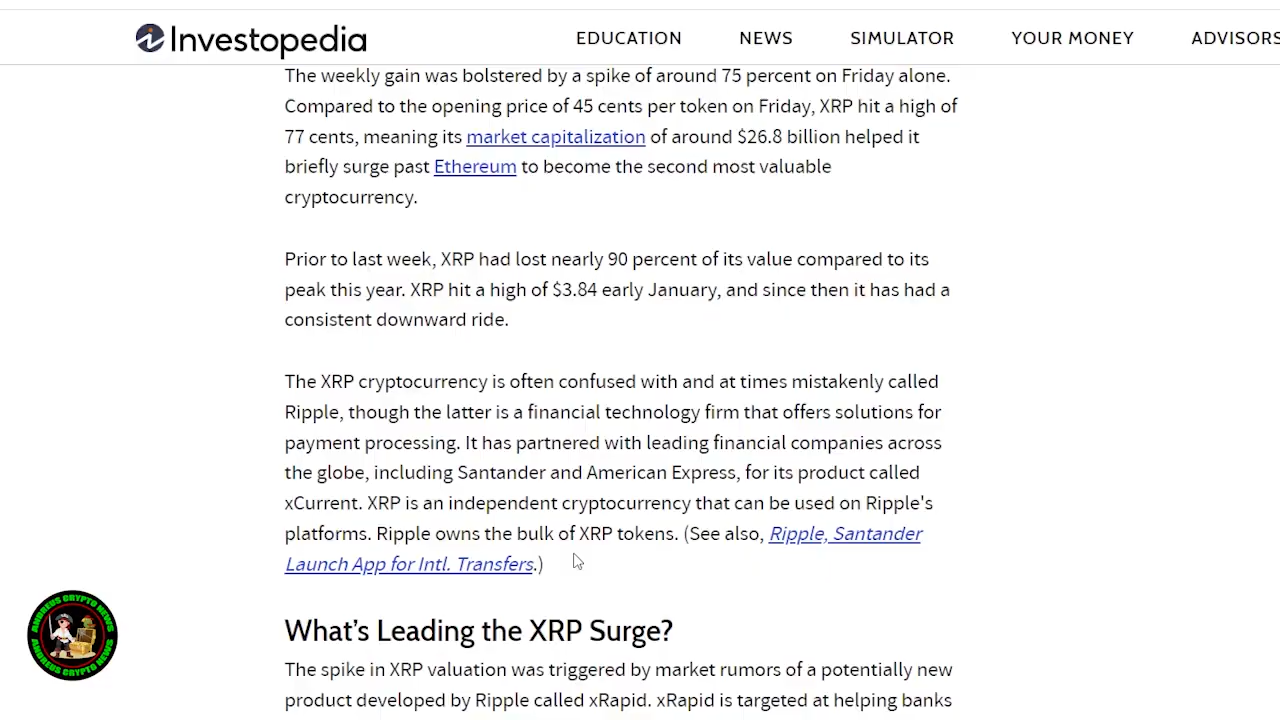 Investopedia
EDUCATION NEWS SIMULATOR YOUR MONEY ADVISORS
The weekly gain was bolstered by a spike of around 75 percent on Friday alone.
Compared to the opening price of 45 cents per token on Friday, XRP hit a high of
77 cents, meaning its market capitalization of around $26.8 billion helped it
briefly surge past Ethereum to become the second most valuable
cryptocurrency.
Prior to last week, XRP had lost nearly 90 percent of its value compared to its
peak this year. XRP hit a high of $3.84 early January, and since then it has had a
consistent downward ride.
The XRP cryptocurrency is often confused with and at times mistakenly called
Ripple, though the latter is a financial technology firm that offers solutions for
payment processing. It has partnered with leading financial companies across
the globe, including Santander and American Express, for its product called
xCurrent. XRP is an independent cryptocurrency that can be used on Ripple's
platforms. Ripple owns the bulk of XRP tokens. (See also, Ripple, Santander
Launch App for Intl. Transfers.)
ANDREUS CRYPTO NEWS
ANDREUS CRYPTO NEWS
What's Leading the XRP Surge?
The spike in XRP valuation was triggered by market rumors of a potentially new
product developed by Ripple called xRapid. xRapid is targeted at helping banks